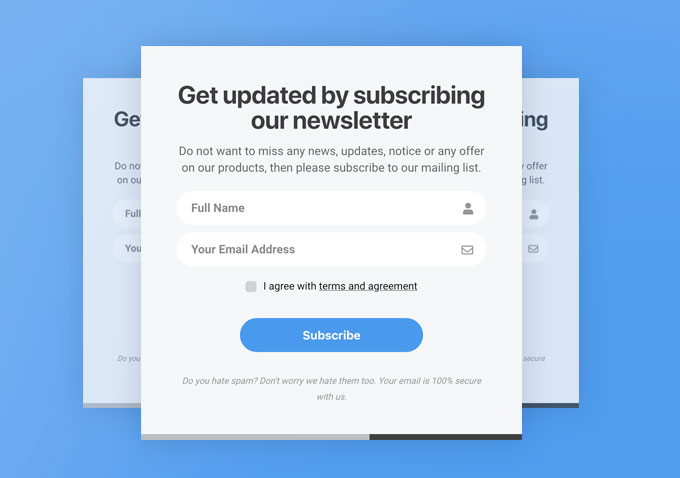 Get updated by subscribing
our newsletter
Do not want to miss any news, updates, notice or any offer
on our products, then please subscribe to our mailing list.
Full Name
Your Email Address
I agree with terms and agreement
Subscribe
Do you hate spam? Don't worry we hate them too. Your email is 100% secure
with us.